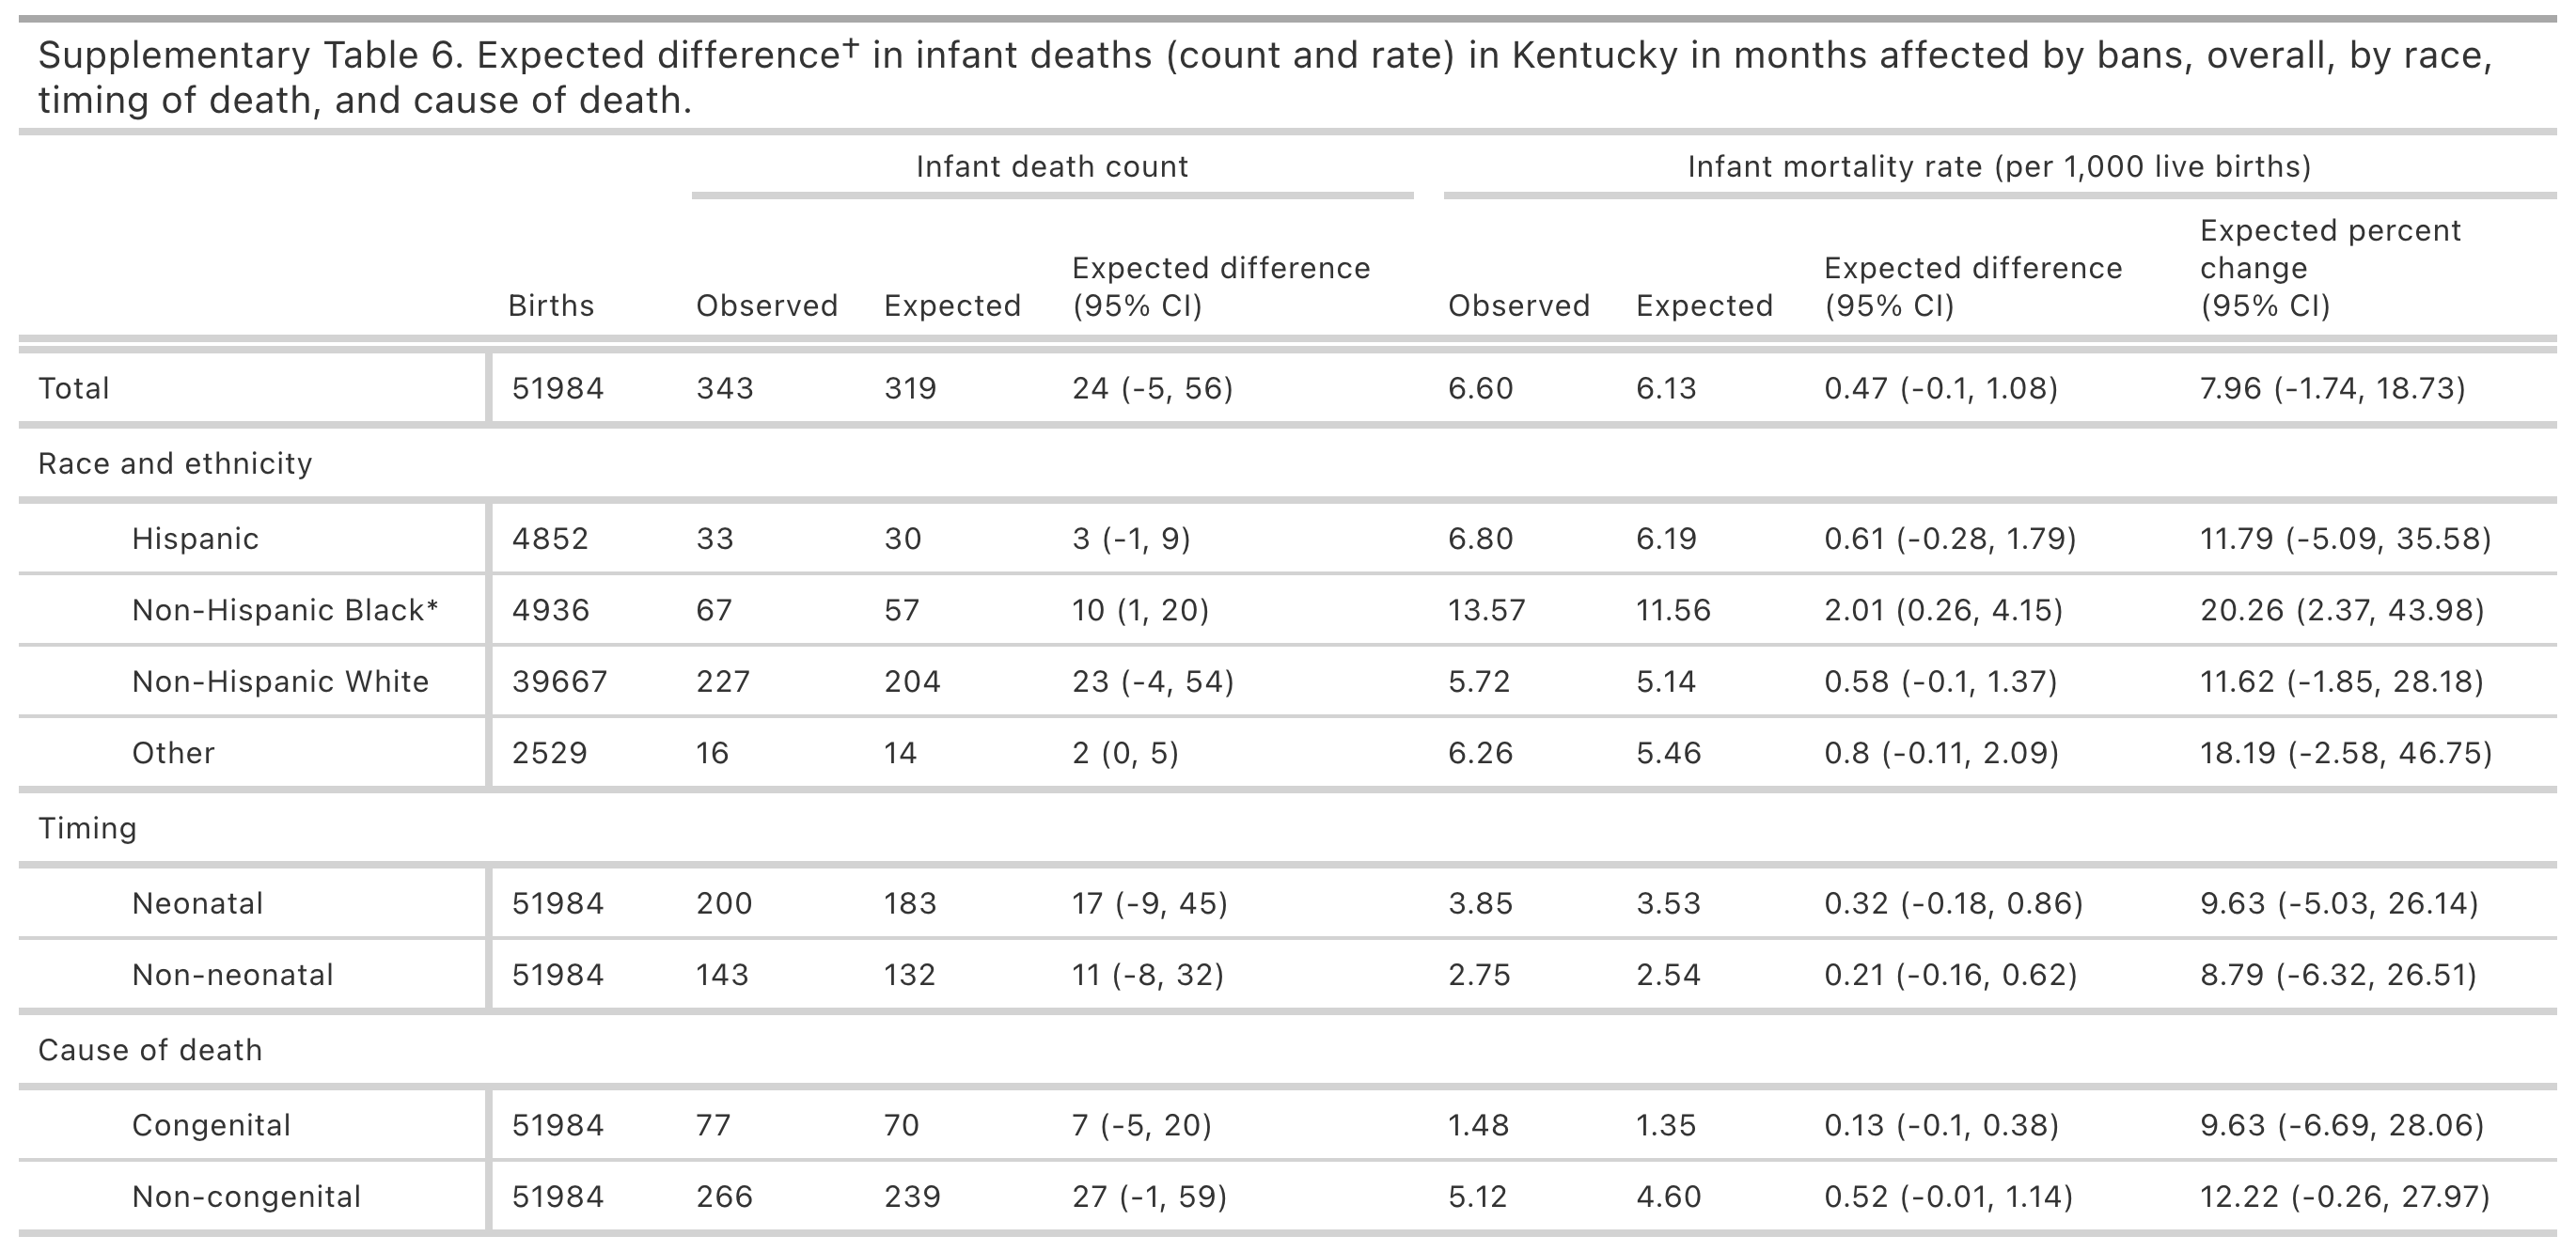 Supplementary Table 6. Expected difference† in infant deaths (count and rate) in Kentucky in months affected by bans, overall, by race,
timing of death, and cause of death.
Infant death count Infant mortality rate (per 1,000 live births)
Births Observed Expected Expected difference (95% CI) Observed Expected Expected difference (95% CI) Expected percent change (95% CI)
Total 51984 343 319 24 (-5, 56) 6.60 6.13 0.47 (-0.1, 1.08) 7.96 (-1.74, 18.73)
Race and ethnicity
Hispanic 4852 33 30 3 (-1, 9) 6.80 6.19 0.61 (-0.28, 1.79) 11.79 (-5.09, 35.58)
Non-Hispanic Black* 4936 67 57 10 (1, 20) 13.57 11.56 2.01 (0.26, 4.15) 20.26 (2.37, 43.98)
Non-Hispanic White 39667 227 204 23 (-4, 54) 5.72 5.14 0.58 (-0.1, 1.37) 11.62 (-1.85, 28.18)
Other 2529 16 14 2 (0, 5) 6.26 5.46 0.8 (-0.11, 2.09) 18.19 (-2.58, 46.75)
Timing
Neonatal 51984 200 183 17 (-9, 45) 3.85 3.53 0.32 (-0.18, 0.86) 9.63 (-5.03, 26.14)
Non-neonatal 51984 143 132 11 (-8, 32) 2.75 2.54 0.21 (-0.16, 0.62) 8.79 (-6.32, 26.51)
Cause of death
Congenital 51984 77 70 7 (-5, 20) 1.48 1.35 0.13 (-0.1, 0.38) 9.63 (-6.69, 28.06)
Non-congenital 51984 266 239 27 (-1, 59) 5.12 4.60 0.52 (-0.01, 1.14) 12.22 (-0.26, 27.97)